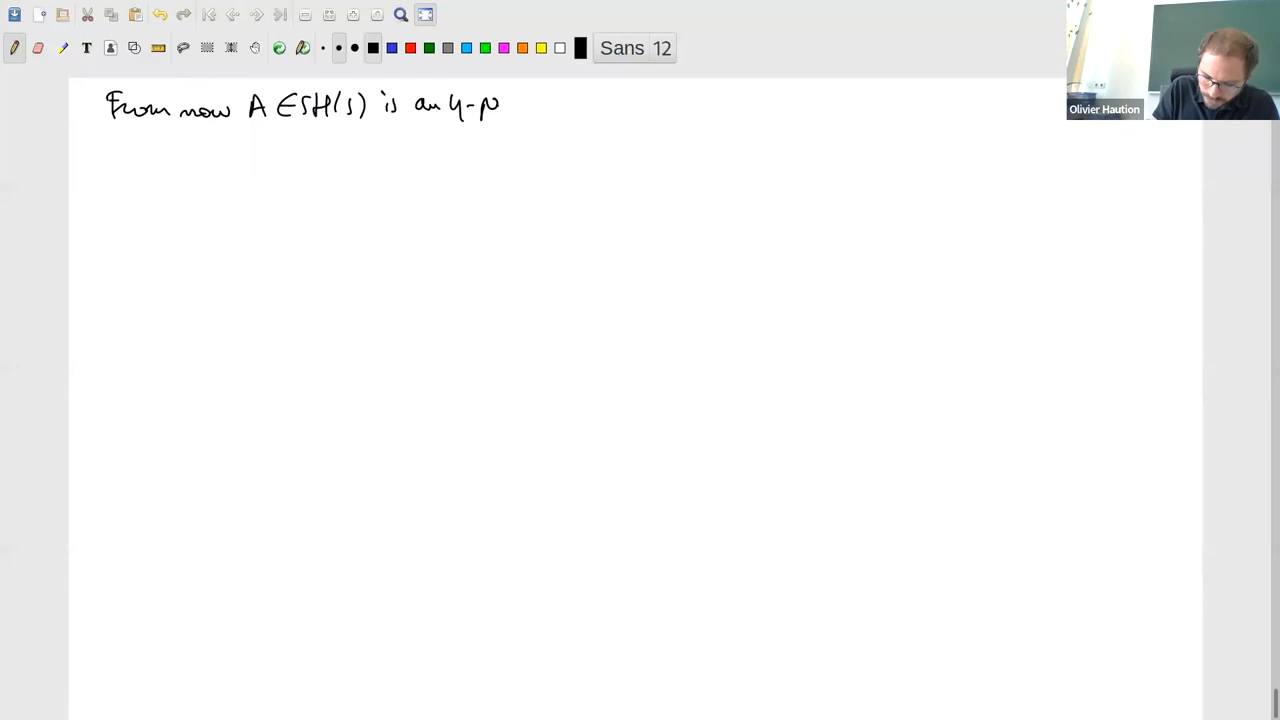 Sans 12
Olivier Haution
From now A ∈ SH(S) is an η-p